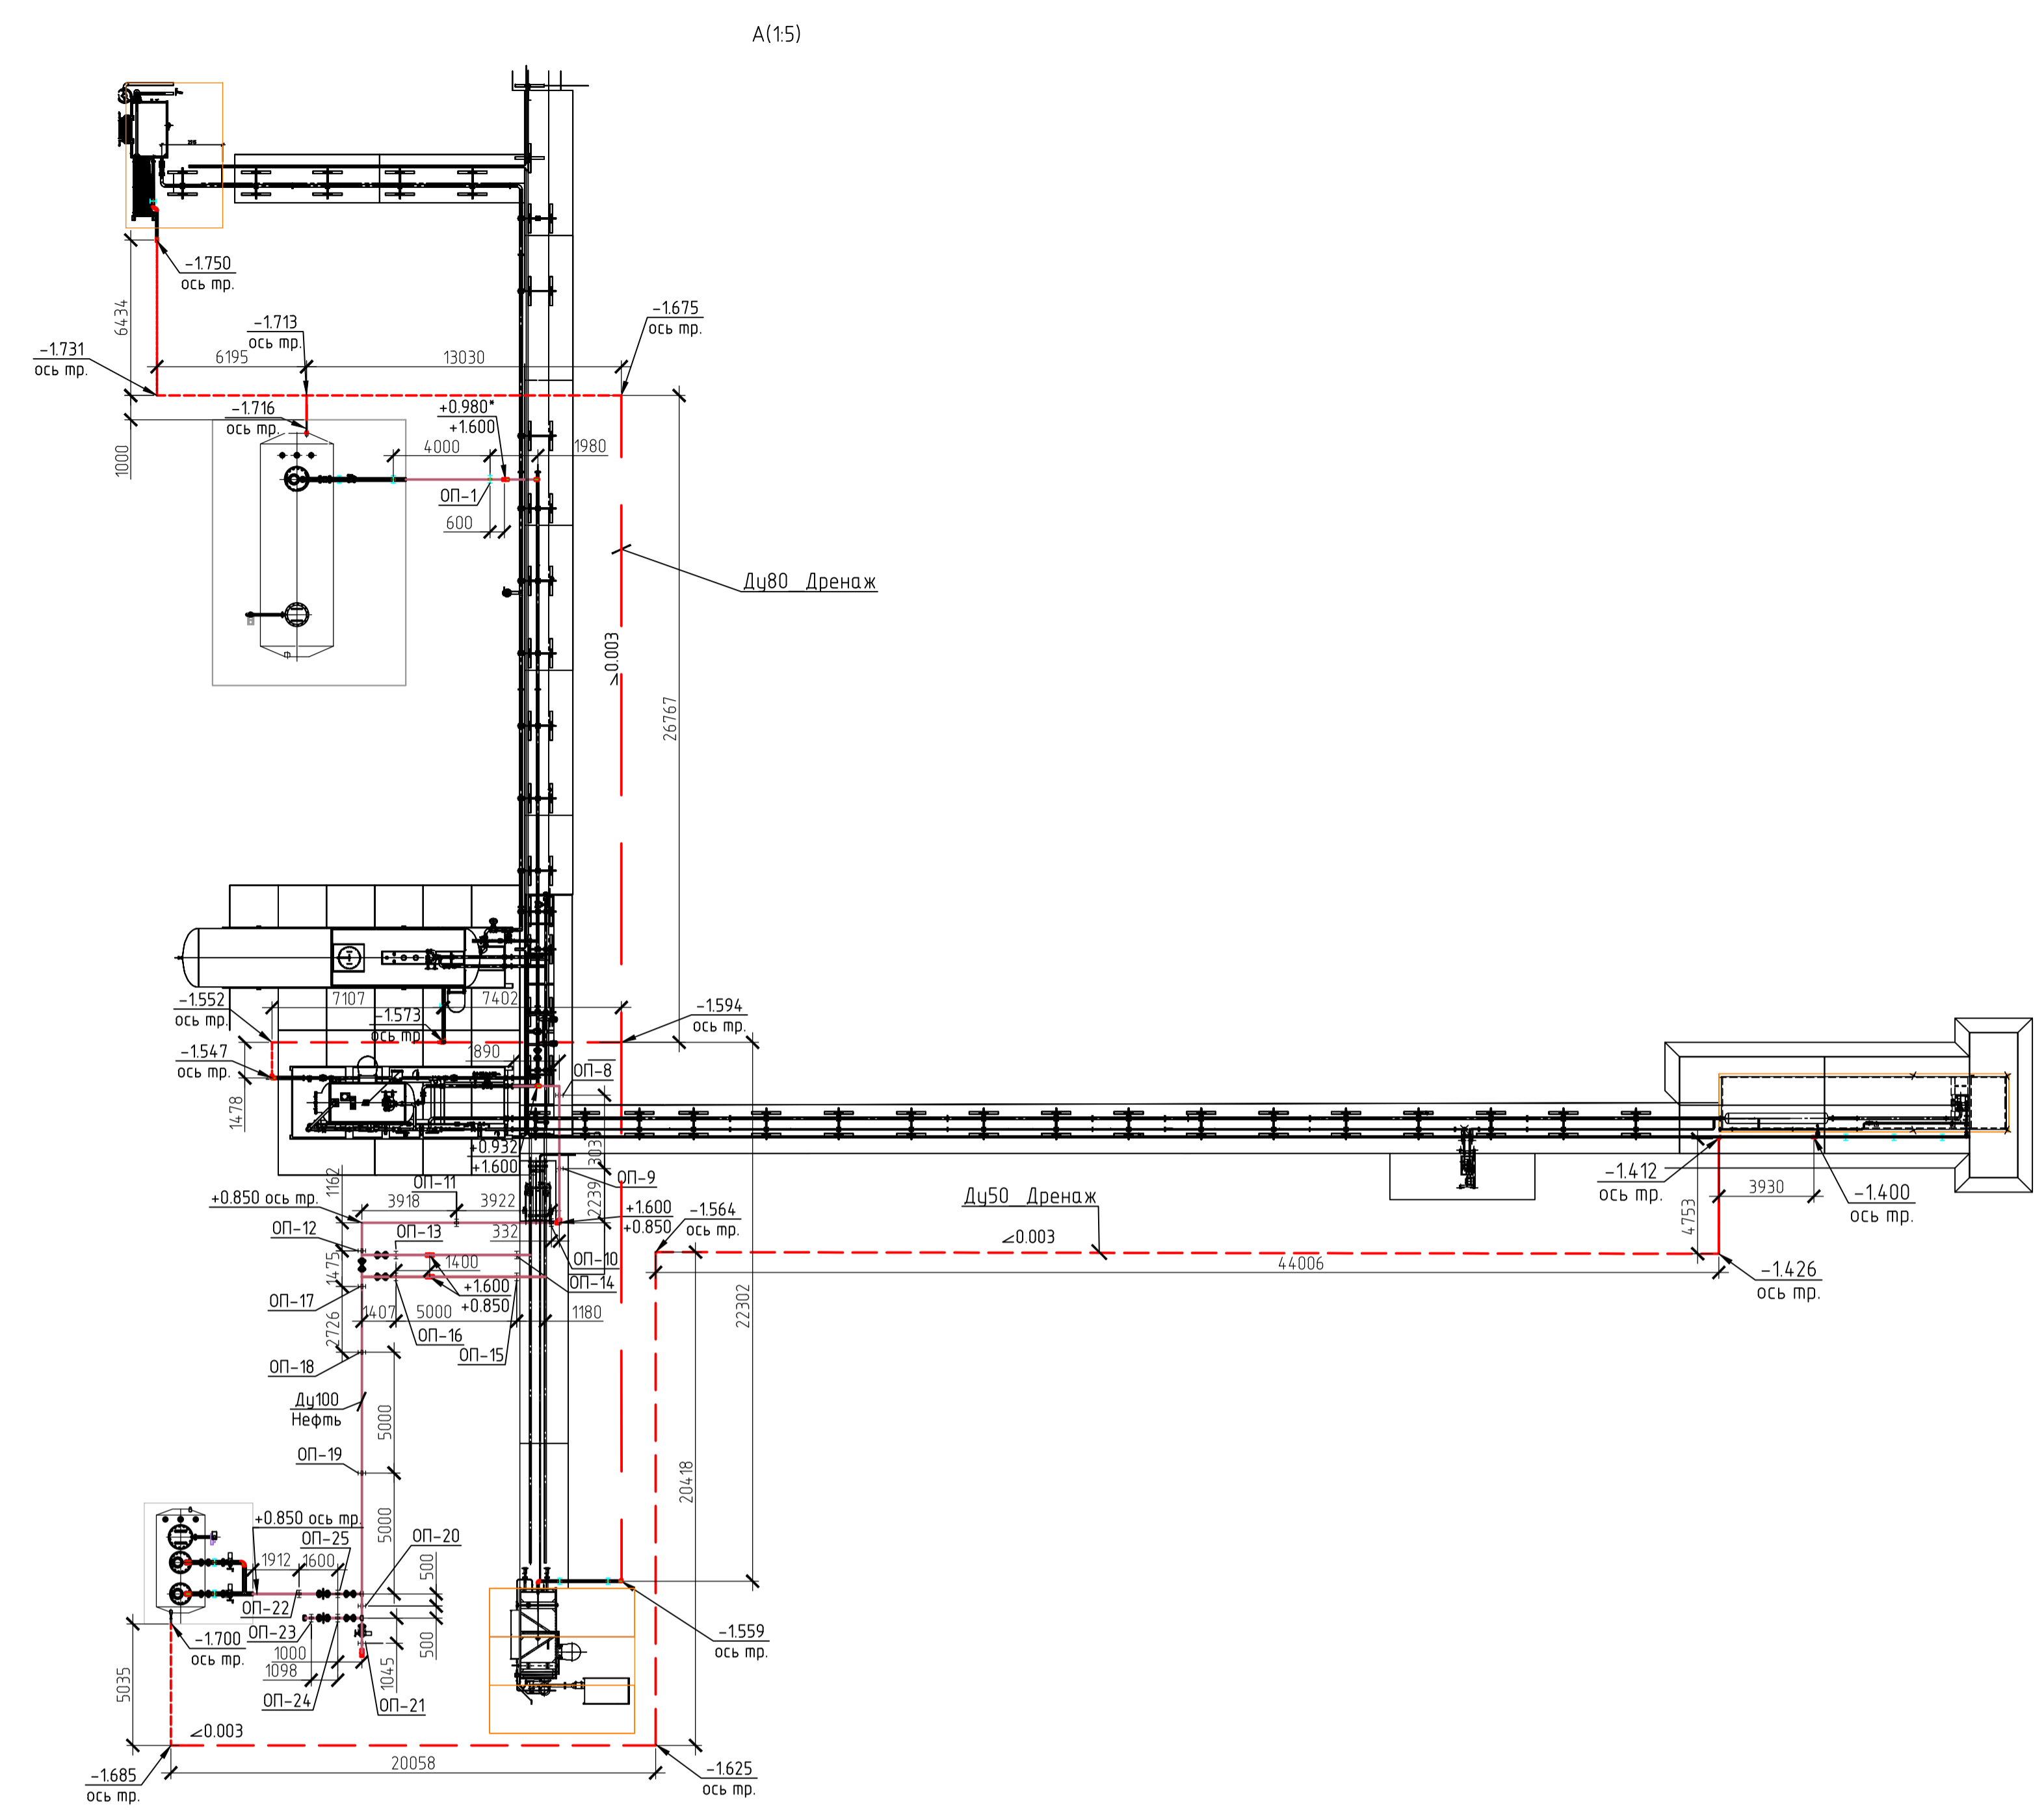 А(1:5)
-1.750
ось тр.
6434
-1.675
ось тр.
-1.713
ось тр.
-1.731
ось тр.
6195
13030
-1.716
ось тр.
+0.980*
+1.600
1000
4000
1980
ОП-1
600
Ду80 Дренаж
∠0.003
26767
-1.552
ось тр.
7107
7402
-1.594
ось тр.
-1.573
ось тр.
-1.547
ось тр.
1890
ОП-8
1478
+0.932
+1.600
3033
ОП-9
1162
ОП-11
+0.850 ось тр.
3918
3922
2239
+1.600
+0.850
-1.564
ось тр.
Ду50 Дренаж
∠0.003
-1.412
ось тр.
3930
-1.400
ось тр.
4753
44006
-1.426
ось тр.
ОП-12
ОП-13
332
ОП-10
1475
1400
ОП-14
ОП-17
+1.600
+0.850
22302
1407
5000
1180
2726
ОП-16
ОП-15
ОП-18
Ду100
Нефть
5000
ОП-19
20418
+0.850 ось тр.
ОП-25
5000
ОП-20
1912
1600
500
ОП-22
ОП-23
-1.700
ось тр.
1000
1098
1045
500
-1.559
ось тр.
5035
ОП-24
ОП-21
∠0.003
20058
-1.685
ось тр.
-1.625
ось тр.